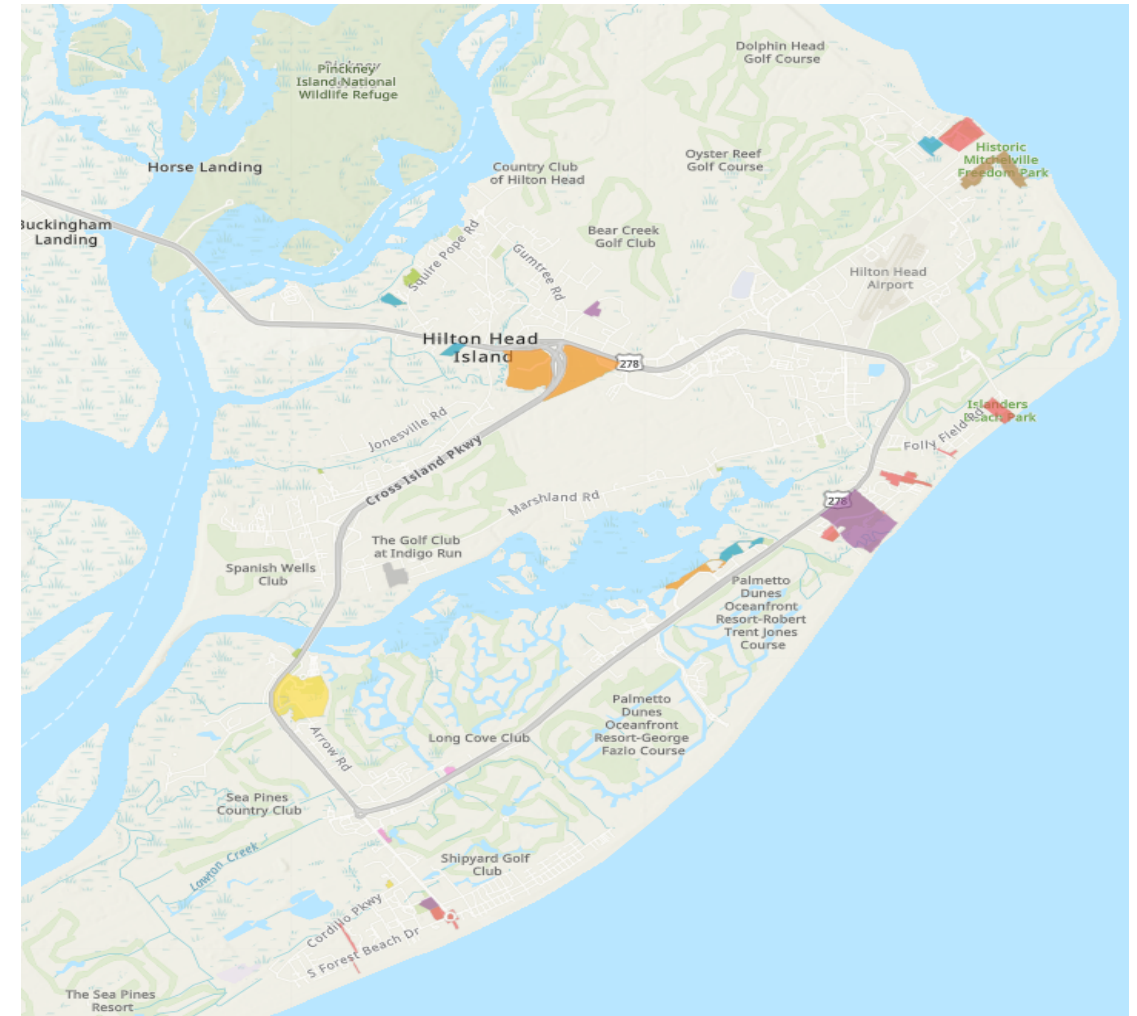 Dolphin Head
Golf Course
Pinckney
Island National
Wildlife Refuge
Historic
Mitchelville
Freedom Park
Horse Landing
Country Club
of Hilton Head
Oyster Reef
Golf Course
Buckingham
Landing
Squire Pope Rd
Gumtree Rd
Bear Creek
Golf Club
Hilton Head
Airport
Hilton Head
Island
278
Jonesville Rd
Islanders
Beach Park
Folly Field Rd
Cross Island Pkwy
Marshland Rd
278
The Golf Club
at Indigo Run
Spanish Wells
Club
Palmetto
Dunes
Oceanfront
Resort-Robert
Trent Jones
Course
Palmetto
Dunes
Oceanfront
Resort-George
Fazio Course
Arrow Rd
Long Cove Club
Sea Pines
Country Club
Lawton Creek
Shipyard Golf
Club
Cordillo Pkwy
S Forest Beach Dr
The Sea Pines
Resort